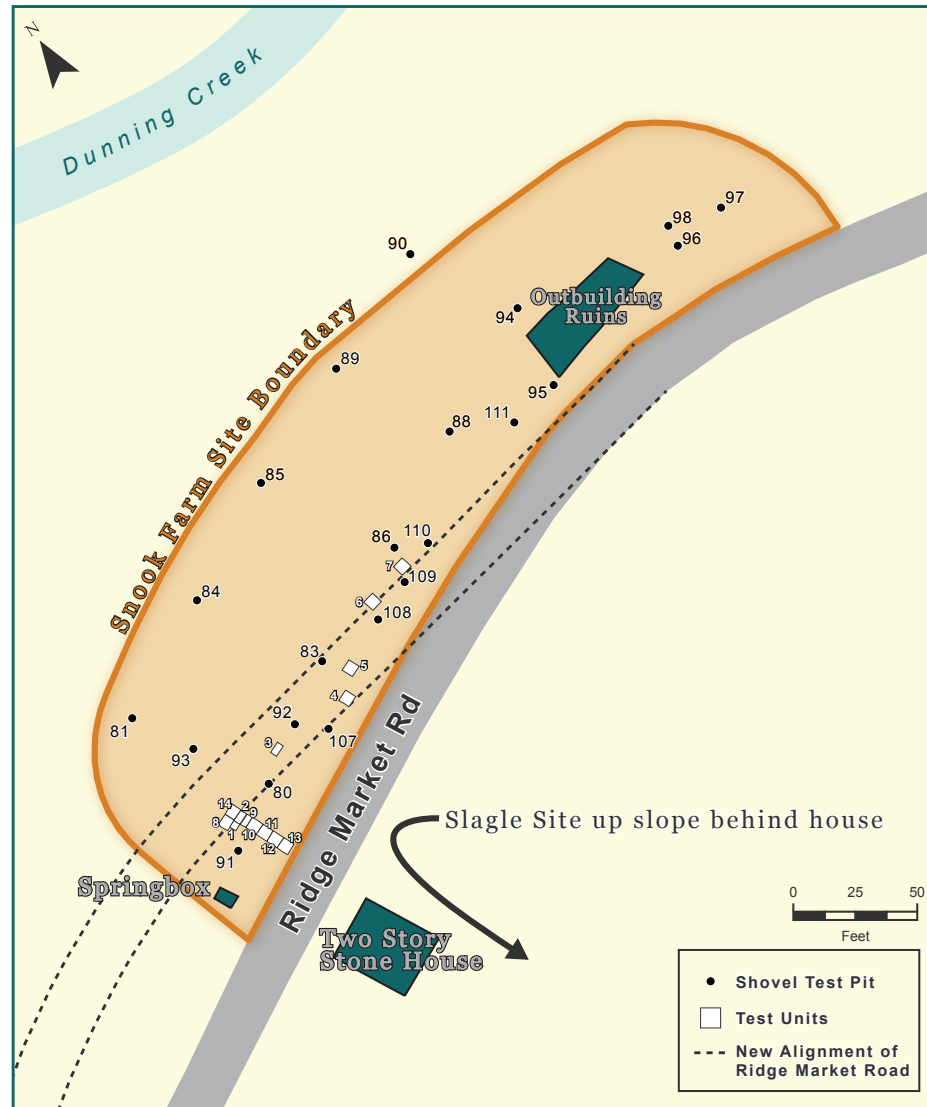 N
Dunning Creek
97
98
96
90
Outbuilding
Ruins
94
89
95
111
88
Snook Farm Site Boundary
85
86
110
7
109
84
6
108
83
5
4
81
92
107
3
93
80
14
2
9
8
11
1
10
13
12
91
Ridge Market Rd
Slagle Site up slope behind house
Springbox
Two Story
Stone House
0 25 50
Feet
Shovel Test Pit
Test Units
New Alignment of
Ridge Market Road